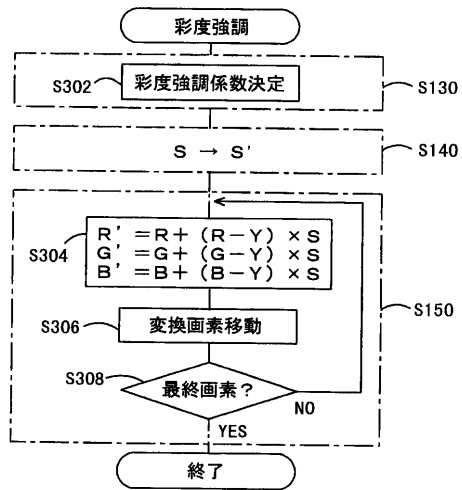 彩度強調
S302
彩度強調係数決定
S130
S → S'
S140
S304
R' =R+ (R-Y) ×S
G' =G+ (G-Y) ×S
B' =B+ (B-Y) ×S
S150
S306
変換画素移動
S308
最終画素？
NO
YES
終了